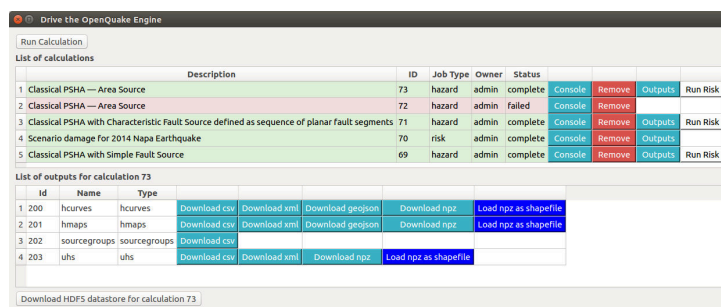 Drive the OpenQuake Engine
Run Calculation
List of calculations
Description ID Job Type Owner Status
1 Classical PSHA — Area Source 73 hazard admin complete Console Remove Outputs Run Risk
2 Classical PSHA — Area Source 72 hazard admin failed Console Remove
3 Classical PSHA with Characteristic Fault Source defined as sequence of planar fault segments 71 hazard admin complete Console Remove Outputs Run Risk
4 Scenario damage for 2014 Napa Earthquake 70 risk admin complete Console Remove Outputs
5 Classical PSHA with Simple Fault Source 69 hazard admin complete Console Remove Outputs Run Risk
List of outputs for calculation 73
Id Name Type
1 200 hcurves hcurves Download csv Download xml Download geojson Download npz Load npz as shapefile
2 201 hmaps hmaps Download csv Download xml Download geojson Download npz Load npz as shapefile
3 202 sourcegroups sourcegroups Download csv
4 203 uhs uhs Download csv Download xml Download npz Load npz as shapefile
Download HDF5 datastore for calculation 73